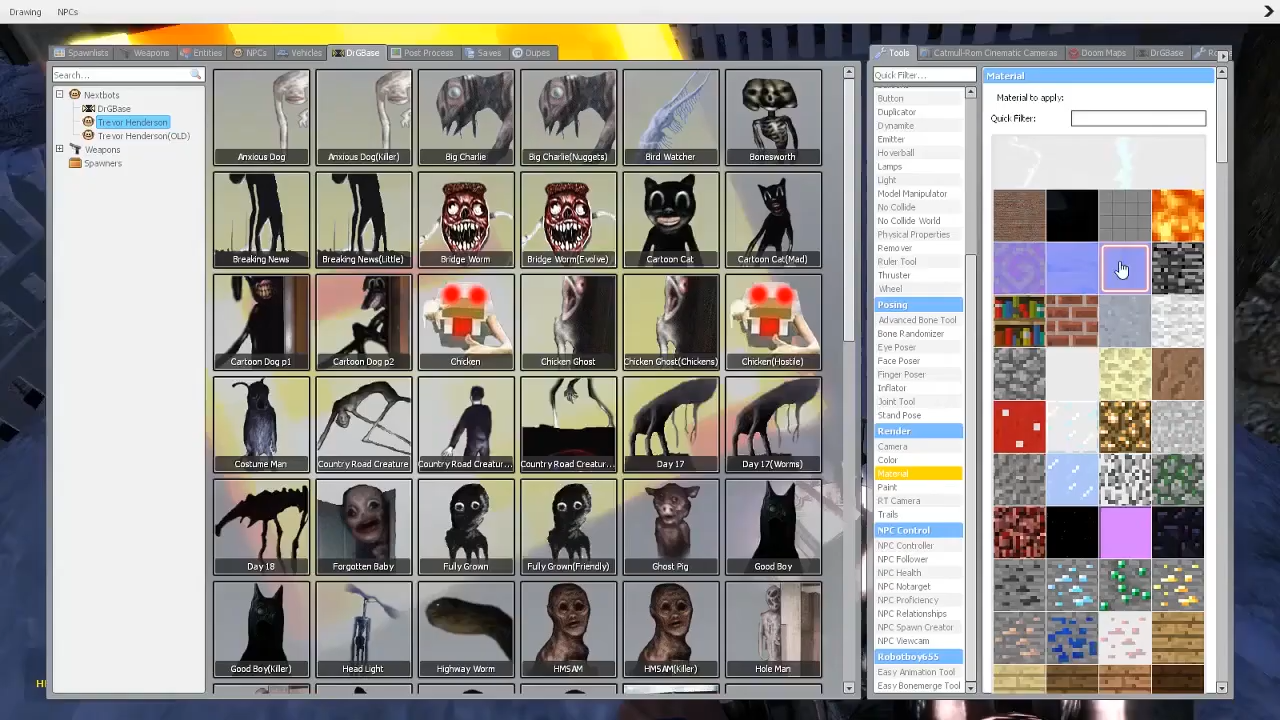 Drawing NPCs
Spawnlists Weapons Entities NPCs Vehicles DrGBase Post Process Saves Dupes
Search...
Nextbots
DrGBase
Trevor Henderson
Trevor Henderson(OLD)
Weapons
Spawners
Anxious Dog Anxious Dog(Killer) Big Charlie Big Charlie(Nuggets) Bird Watcher Bonesworth
Breaking News Breaking News(Little) Bridge Worm Bridge Worm(Evolve) Cartoon Cat Cartoon Cat(Mad)
Cartoon Dog p1 Cartoon Dog p2 Chicken Chicken Ghost Chicken Ghost(Chickens) Chicken(Hostile)
Costume Man Country Road Creature Country Road Creatur... Country Road Creatur... Day 17 Day 17(Worms)
Day 18 Forgotten Baby Fully Grown Fully Grown(Friendly) Ghost Pig Good Boy
Good Boy(Killer) Head Light Highway Worm HMSAM HMSAM(Killer) Hole Man
Tools Catmull-Rom Cinematic Cameras Doom Maps DrGBase
Quick Filter...
Button
Duplicator
Dynamite
Emitter
Hoverball
Lamps
Light
Model Manipulator
No Collide
No Collide World
Physical Properties
Remover
Ruler Tool
Thruster
Wheel
Posing
Advanced Bone Tool
Bone Randomizer
Eye Poser
Face Poser
Finger Poser
Inflator
Joint Tool
Stand Pose
Render
Camera
Color
Material
Paint
RT Camera
Trails
NPC Control
NPC Controller
NPC Follower
NPC Health
NPC Notarget
NPC Proficiency
NPC Relationships
NPC Spawn Creator
NPC Viewcam
Robotboy655
Easy Animation Tool
Easy Bonemerge Tool
Material
Material to apply:
Quick Filter: